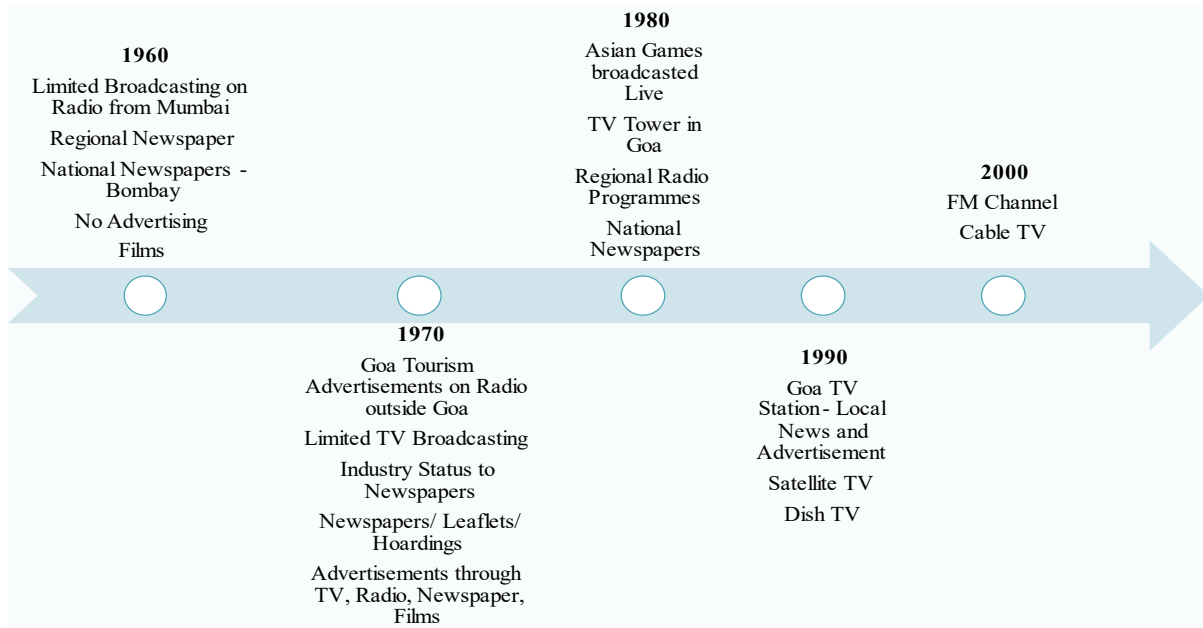 1960
Limited Broadcasting on
Radio from Mumbai
Regional Newspaper
National Newspapers -
Bombay
No Advertising
Films
1970
Goa Tourism
Advertisements on Radio
outside Goa
Limited TV Broadcasting
Industry Status to
Newspapers
Newspapers/ Leaflets/
Hoardings
Advertisements through
TV, Radio, Newspaper,
Films
1980
Asian Games
broadcasted
Live
TV Tower in
Goa
Regional Radio
Programmes
National
Newspapers
1990
Goa TV
Station - Local
News and
Advertisement
Satellite TV
Dish TV
2000
FM Channel
Cable TV